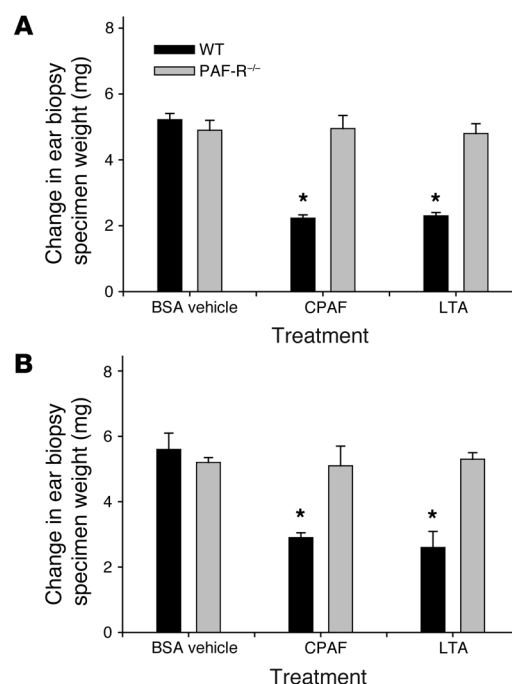 A
Change in ear biopsy
specimen weight (mg)
8
6
4
2
0
WT
PAF-R–/–
*
*
BSA vehicle
CPAF
LTA
Treatment
B
Change in ear biopsy
specimen weight (mg)
8
6
4
2
0
*
*
BSA vehicle
CPAF
LTA
Treatment